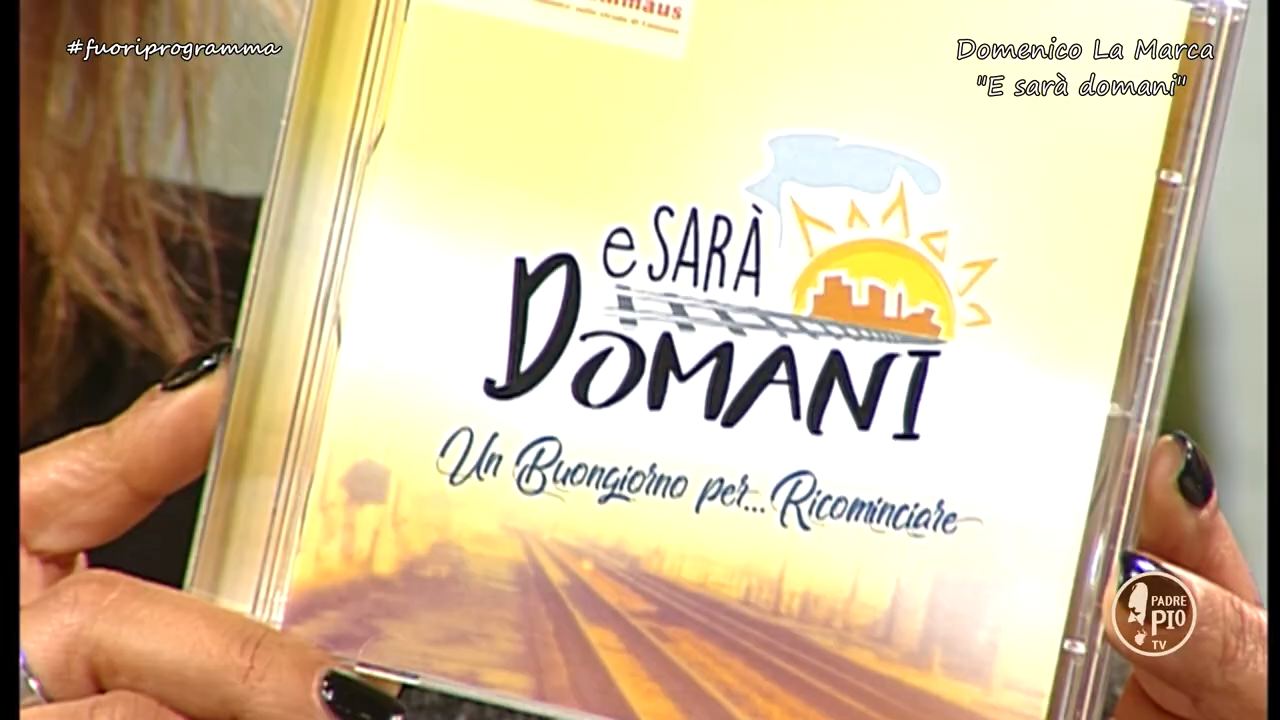 #fuoriprogramma
Domenico La Marca
"E sarà domani"
e SARÀ
DOMANI
Un Buongiorno per... Ricominciare
PADRE
PIO
TV